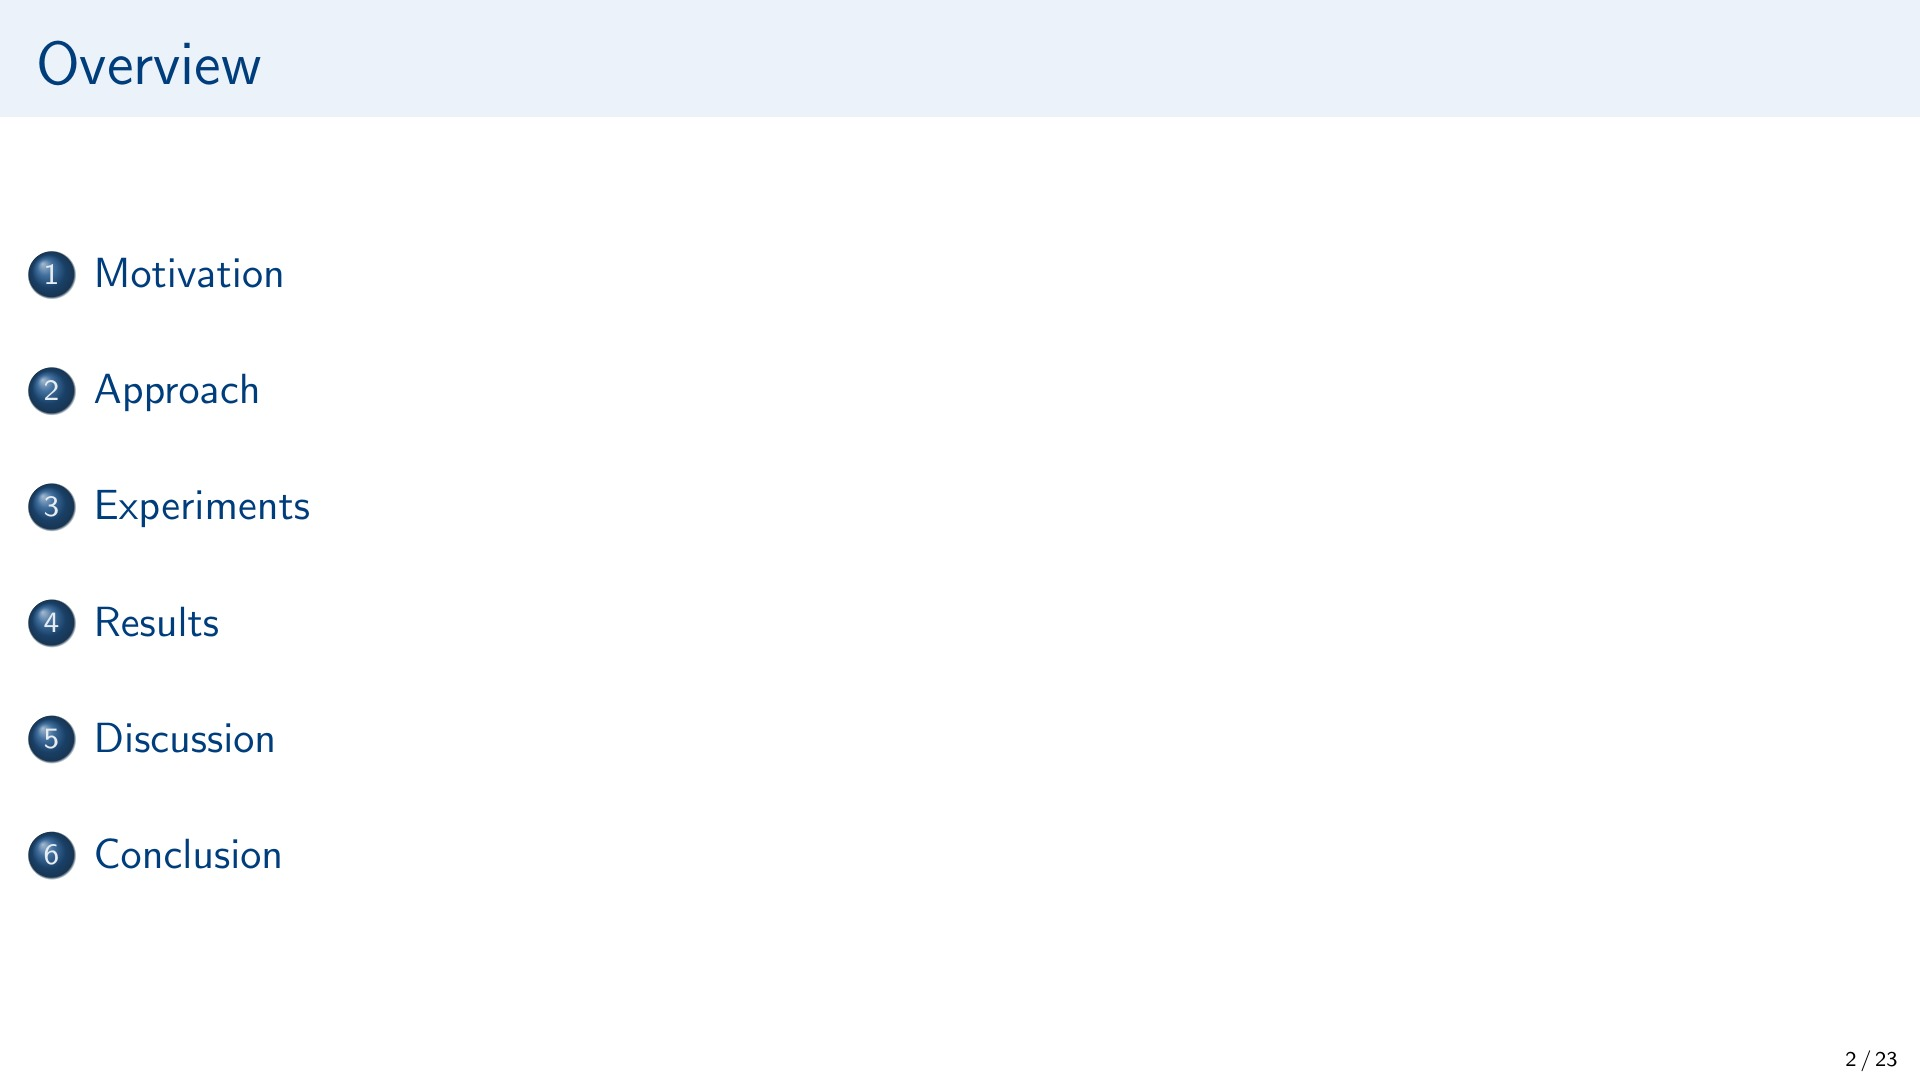 Overview
1 Motivation
2 Approach
3 Experiments
4 Results
5 Discussion
6 Conclusion
2 / 23